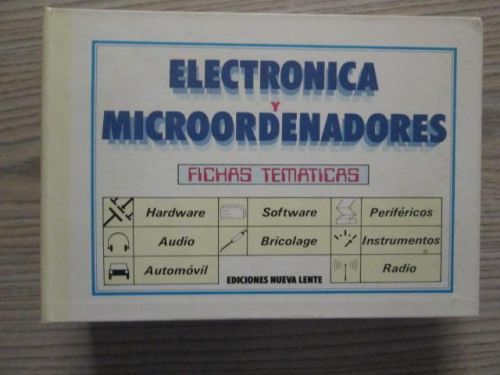 ELECTRONICA
Y
MICROORDENADORES
FICHAS TEMATICAS
Hardware Software Periféricos
Audio Bricolage Instrumentos
Automóvil EDICIONES NUEVA LENTE Radio